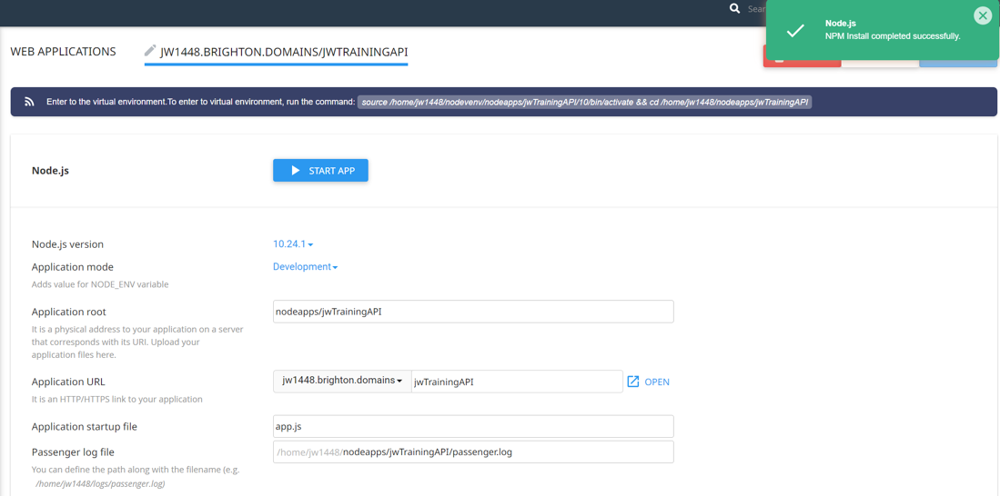 Sear
Node.js
NPM Install completed successfully.
WEB APPLICATIONS
JW1448.BRIGHTON.DOMAINS/JWTRAININGAPI
Enter to the virtual environment.To enter to virtual environment, run the command: source /home/jw1448/nodevenv/nodeapps/jwTrainingAPI/10/bin/activate && cd /home/jw1448/nodeapps/jwTrainingAPI
Node.js
START APP
Node.js version
10.24.1
Application mode
Development
Adds value for NODE_ENV variable
Application root
nodeapps/jwTrainingAPI
It is a physical address to your application on a server
that corresponds with its URI. Upload your
application files here.
Application URL
jw1448.brighton.domains
jwTrainingAPI
OPEN
It is an HTTP/HTTPS link to your application
Application startup file
app.js
Passenger log file
/home/jw1448/nodeapps/jwTrainingAPI/passenger.log
You can define the path along with the filename (e.g.
/home/jw1448/logs/passenger.log)